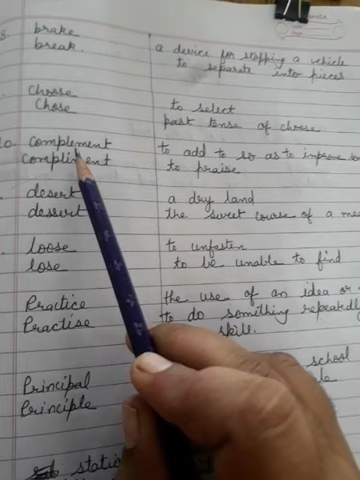 brake a device for stopping a vehicle
break. to separate into pieces
Choose to select
Chose past tense of choose
complement to add to so as to improve
compliment to praise
desert a dry land
dessert the sweet course of a
loose to unfasten
lose to be unable to find
Practice the use of an idea or
Practise to do something repeatedly
skill.
Principal school
Principle